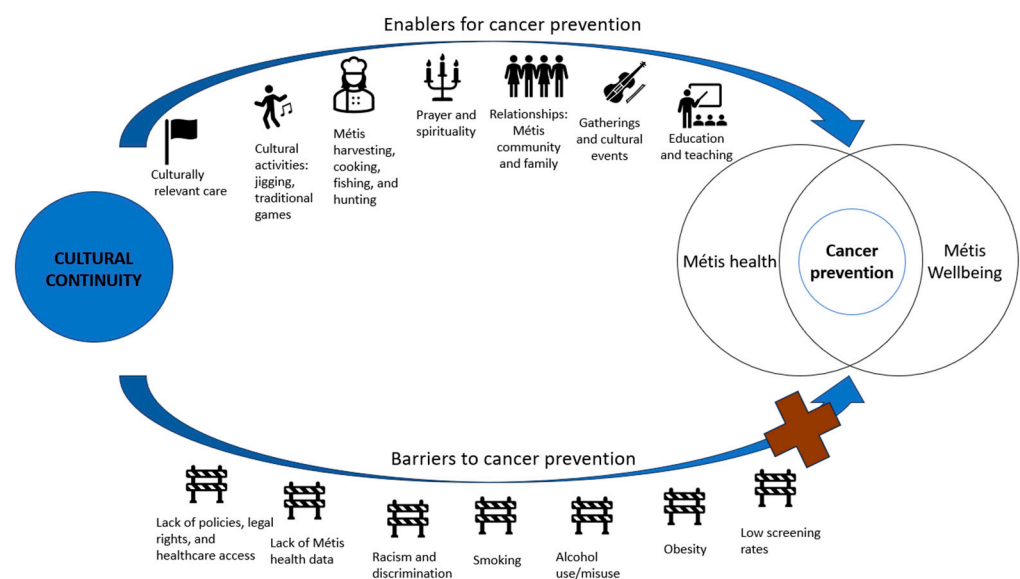 Enablers for cancer prevention
Culturally
relevant care
Cultural
activities:
jigging,
traditional
games
Métis
harvesting,
cooking,
fishing, and
hunting
Prayer and
spirituality
Relationships:
Métis
community
and family
Gatherings
and cultural
events
Education
and teaching
CULTURAL
CONTINUITY
Métis health
Cancer
prevention
Métis
Wellbeing
Barriers to cancer prevention
Lack of policies, legal
rights, and
healthcare access
Lack of Métis
health data
Racism and
discrimination
Smoking
Alcohol
use/misuse
Obesity
Low screening
rates